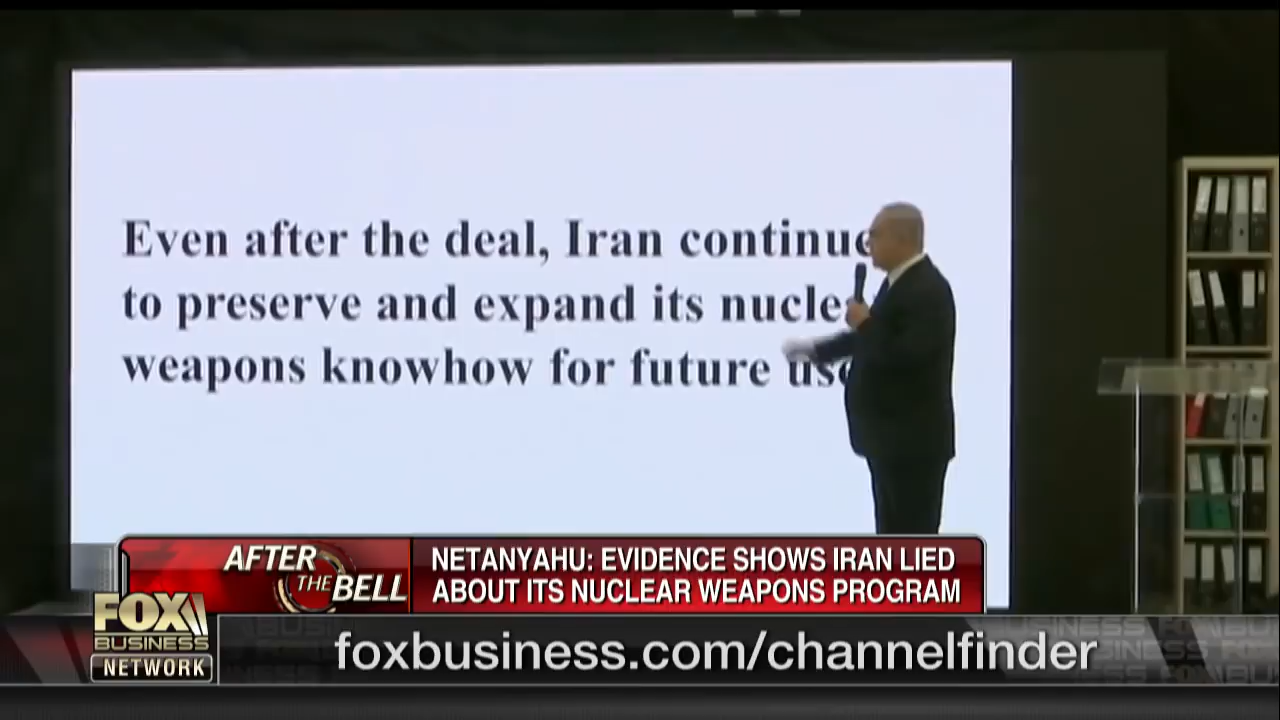 Even after the deal, Iran continue
to preserve and expand its nucle
weapons knowhow for future use
AFTER
THE BELL
NETANYAHU: EVIDENCE SHOWS IRAN LIED
ABOUT ITS NUCLEAR WEAPONS PROGRAM
FOX
BUSINESS
NETWORK
foxbusiness.com/channelfinder